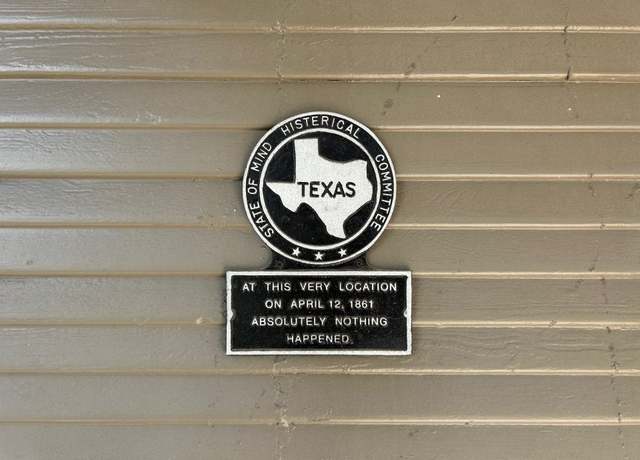 STATE OF MIND HISTERICAL COMMITTEE
TEXAS
AT THIS VERY LOCATION
ON APRIL 12, 1861
ABSOLUTELY NOTHING
HAPPENED.